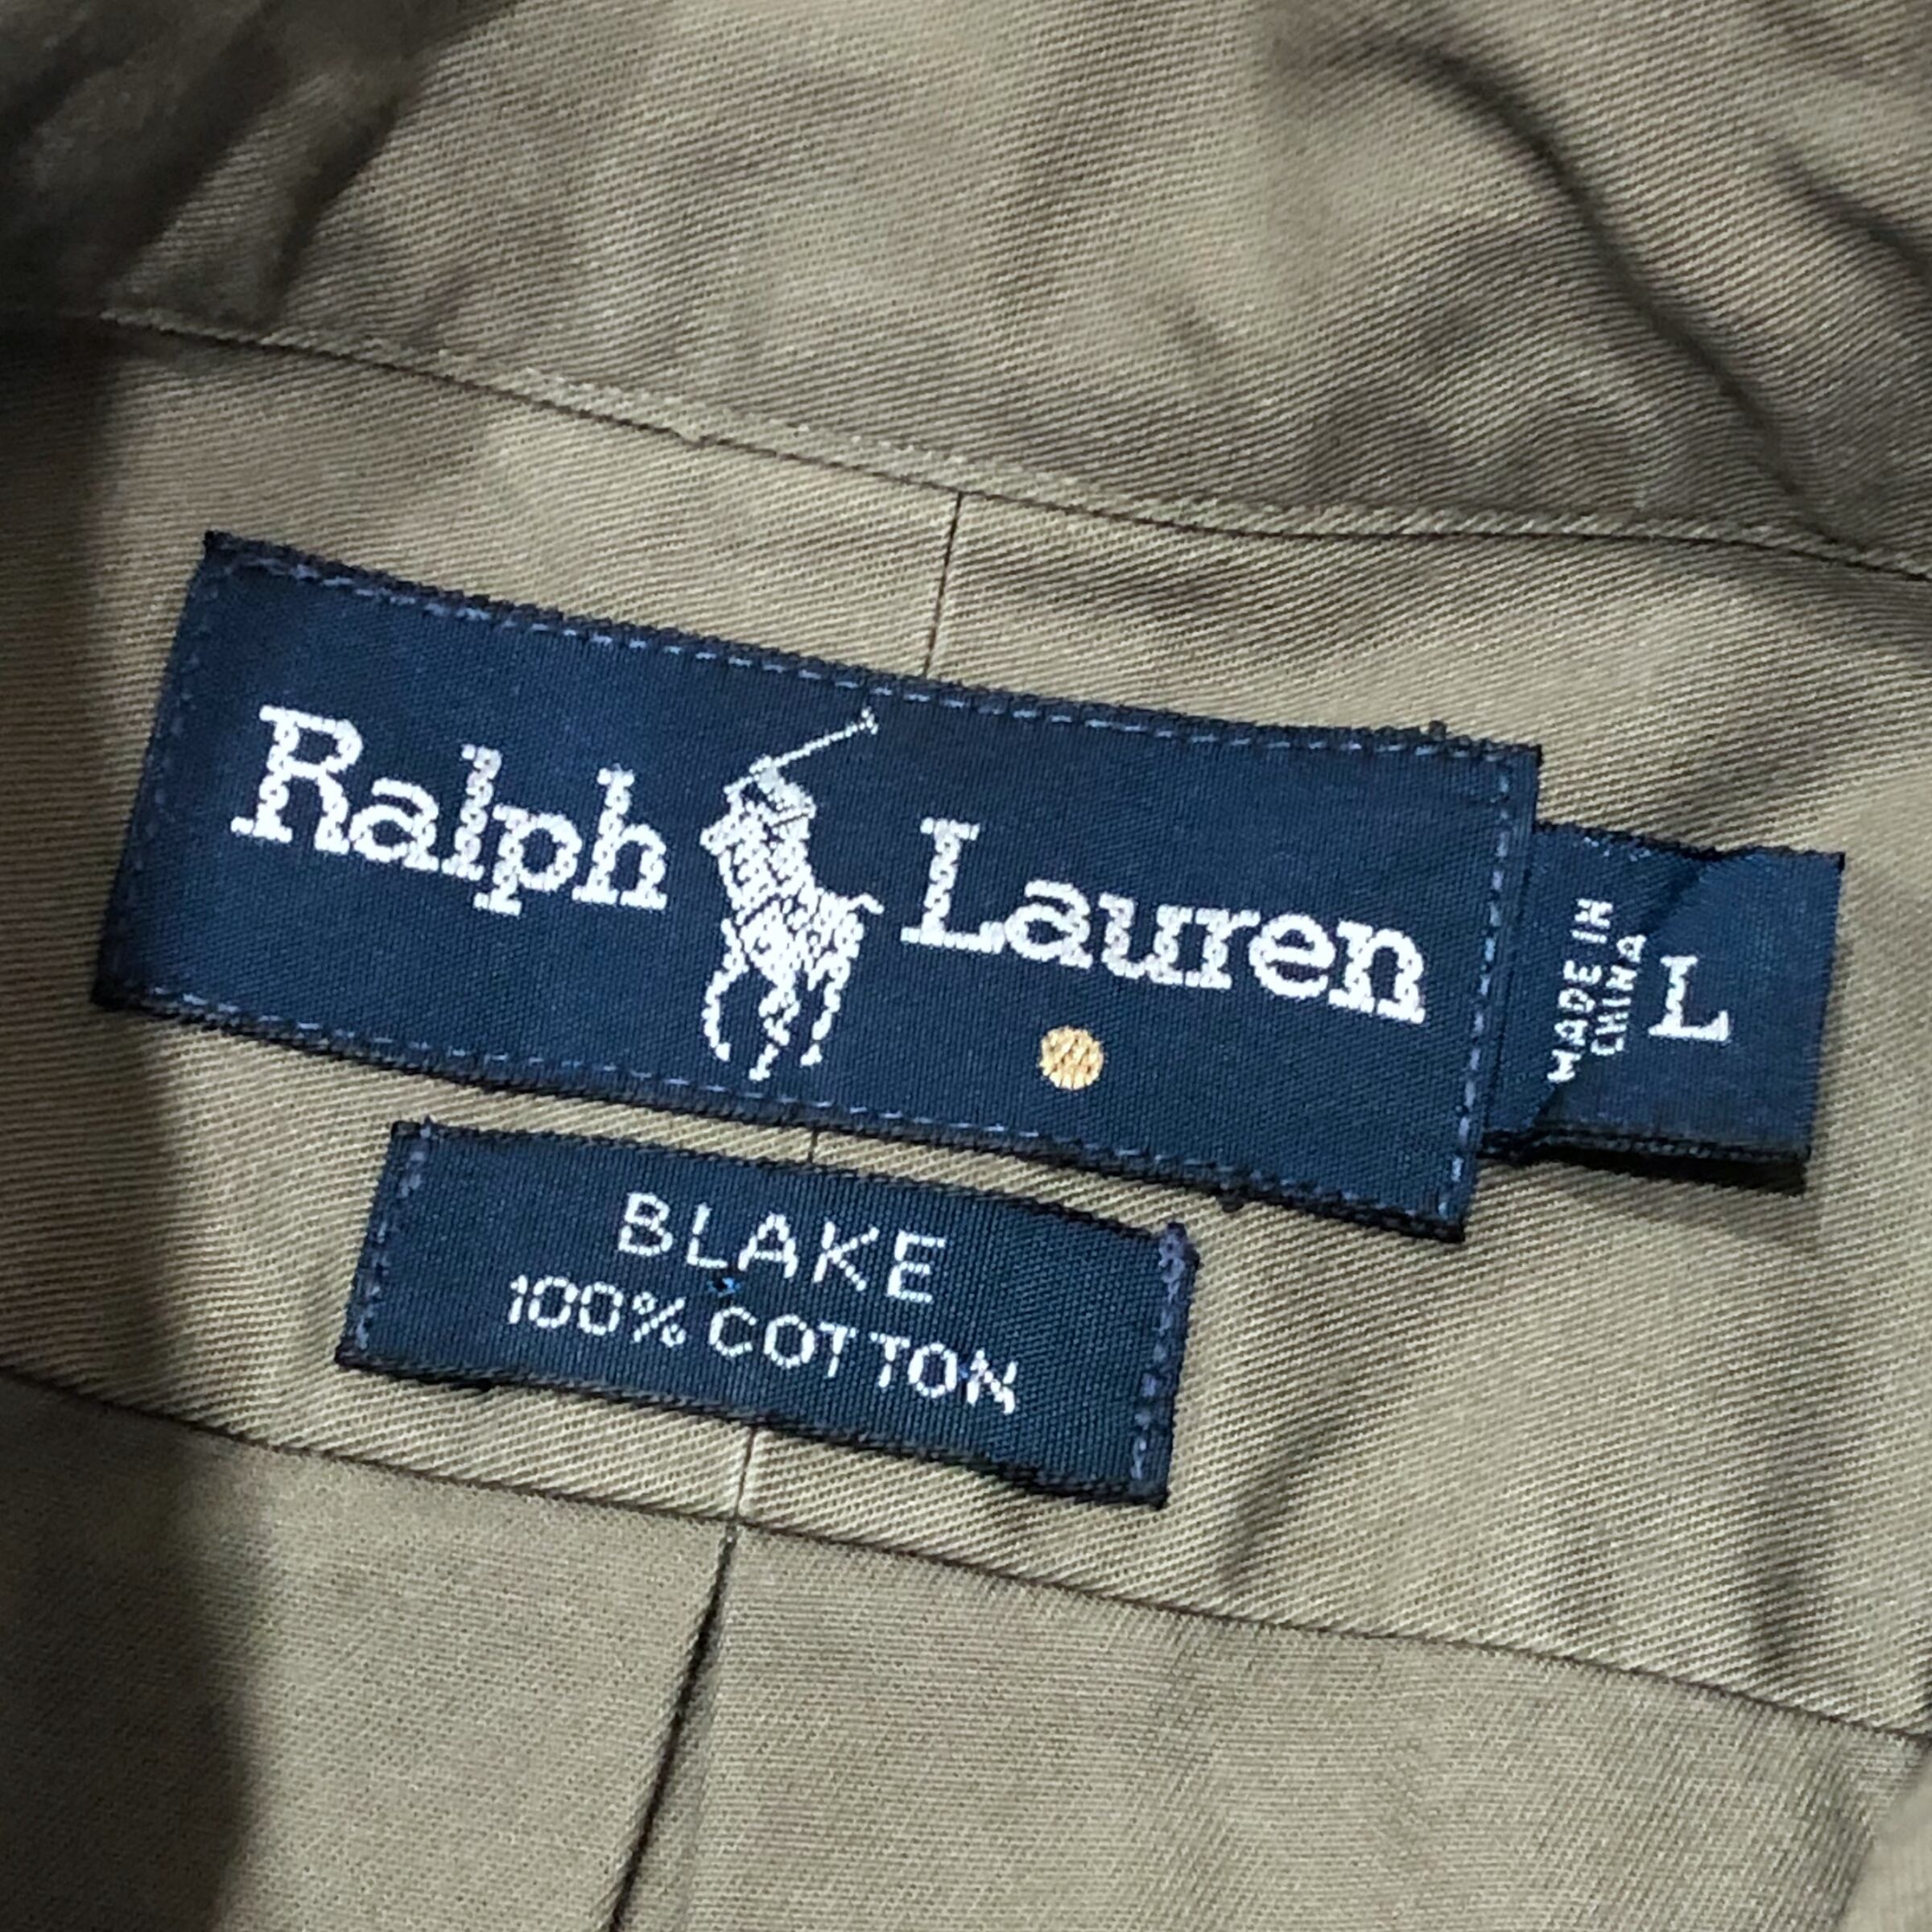 Ralph Lauren
MADE IN
CHINA
L
BLAKE
100% COTTON